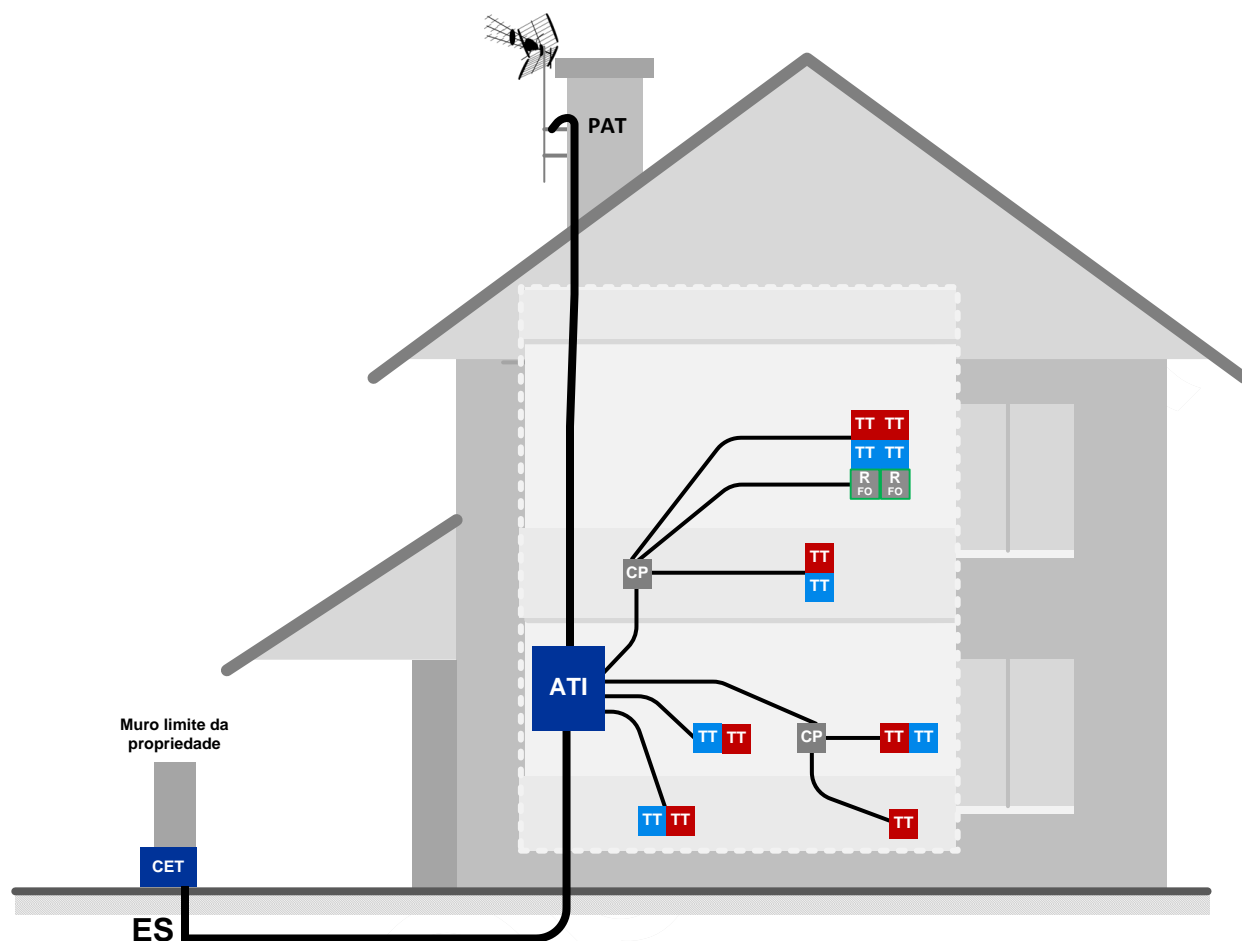 PAT
TT TT
TT TT
R R
FO FO
CP
TT
TT
ATI
Muro limite da
propriedade
TT TT
CP
TT TT
TT TT
TT
CET
ES